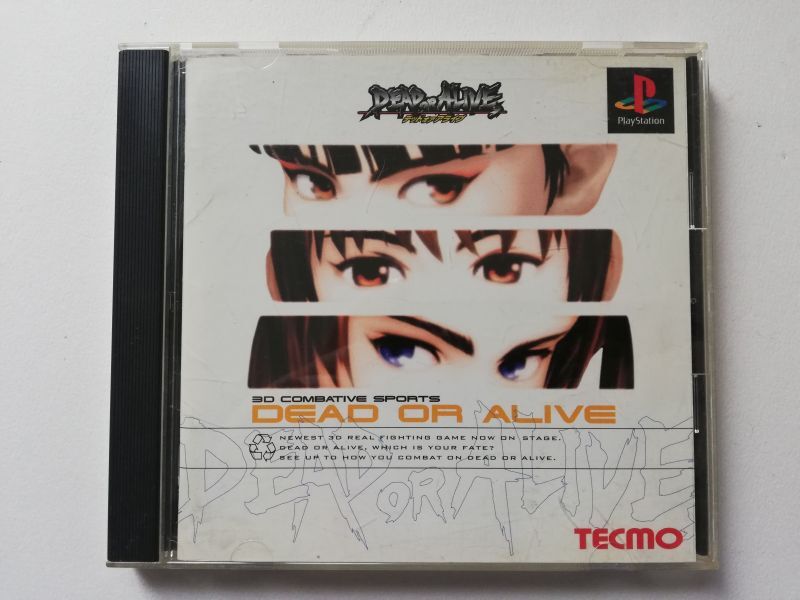 DEAD OR ALIVE
デッド オア アライブ
PlayStation
3D COMBATIVE SPORTS
DEAD OR ALIVE
NEWEST 3D REAL FIGHTING GAME NOW ON STAGE.
DEAD OR ALIVE, WHICH IS YOUR FATE?
SEE UP TO HOW YOU COMBAT ON DEAD OR ALIVE.
DEAD OR ALIVE
TECMO